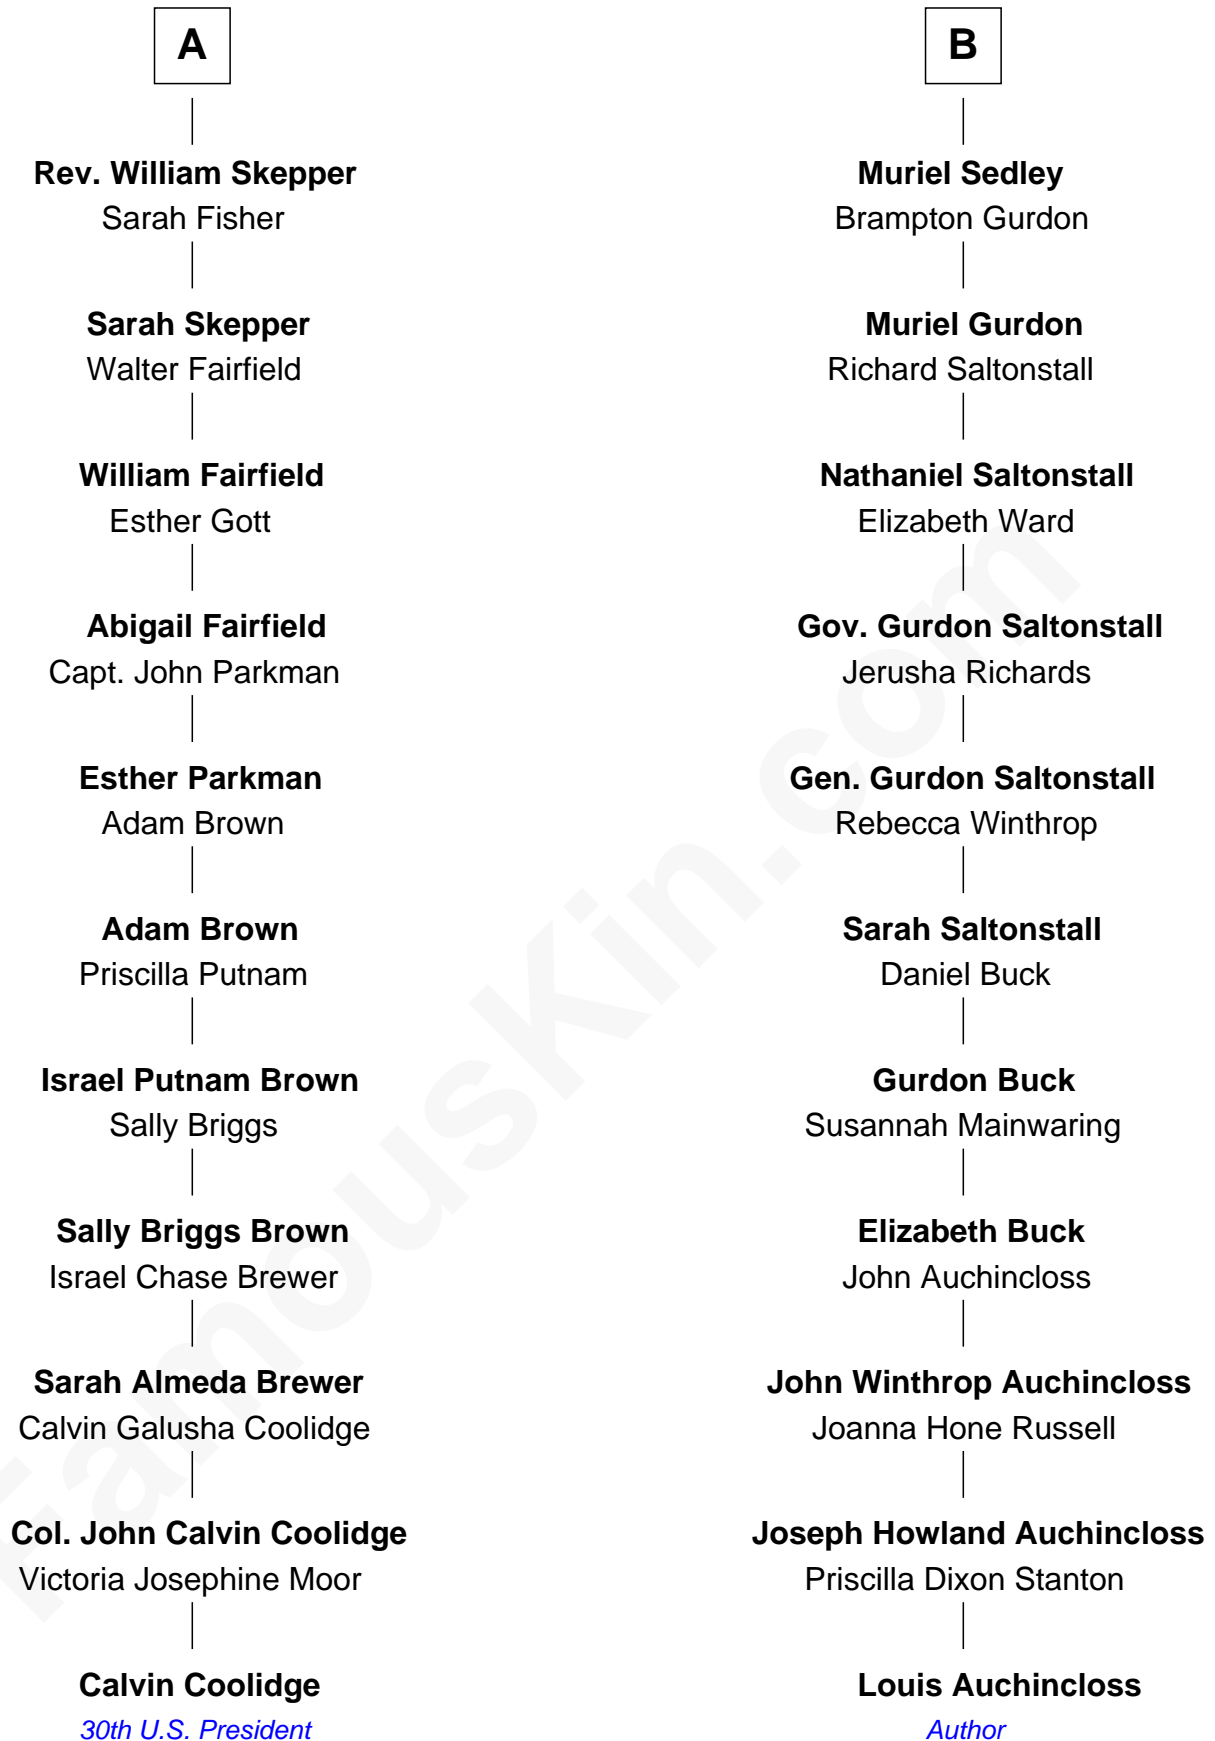 A
Rev. William Skepper
Sarah Fisher
Sarah Skepper
Walter Fairfield
William Fairfield
Esther Gott
Abigail Fairfield
Capt. John Parkman
Esther Parkman
Adam Brown
Adam Brown
Priscilla Putnam
Israel Putnam Brown
Sally Briggs
Sally Briggs Brown
Israel Chase Brewer
Sarah Almeda Brewer
Calvin Galusha Coolidge
Col. John Calvin Coolidge
Victoria Josephine Moor
Calvin Coolidge
30th U.S. President
B
Muriel Sedley
Brampton Gurdon
Muriel Gurdon
Richard Saltonstall
Nathaniel Saltonstall
Elizabeth Ward
Gov. Gurdon Saltonstall
Jerusha Richards
Gen. Gurdon Saltonstall
Rebecca Winthrop
Sarah Saltonstall
Daniel Buck
Gurdon Buck
Susannah Mainwaring
Elizabeth Buck
John Auchincloss
John Winthrop Auchincloss
Joanna Hone Russell
Joseph Howland Auchincloss
Priscilla Dixon Stanton
Louis Auchincloss
Author
FamousKin.com